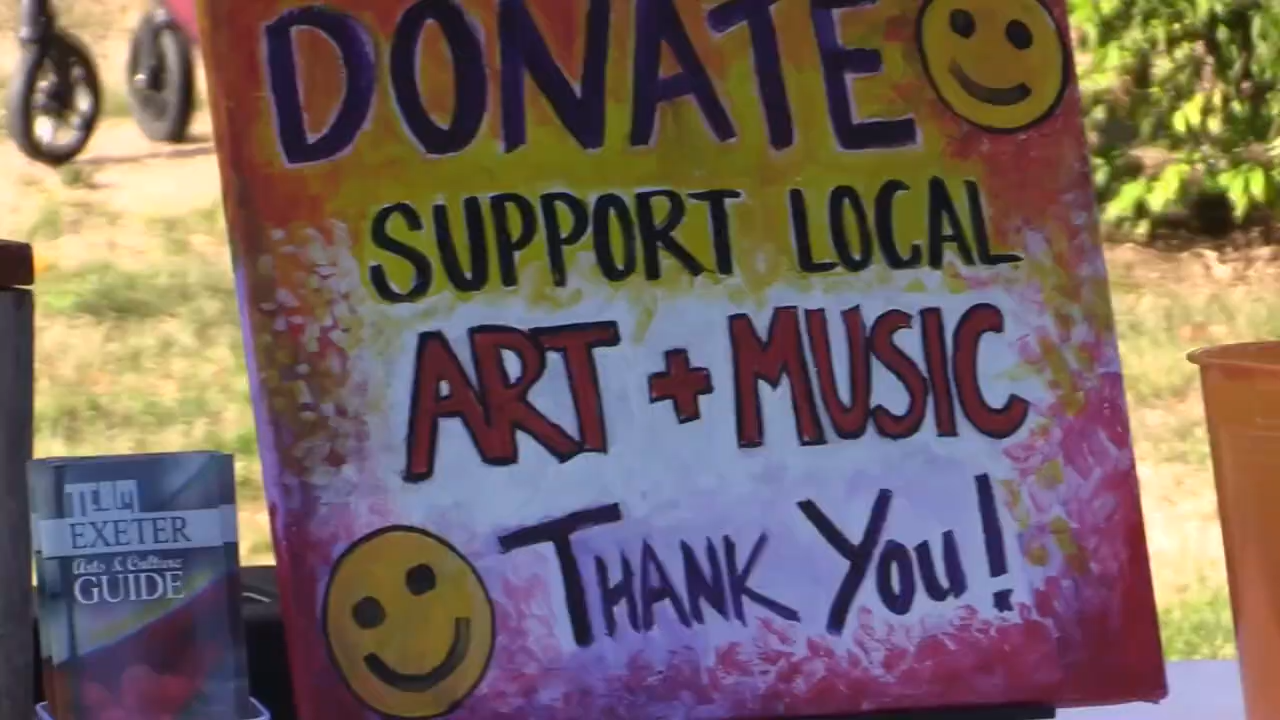 DONATE
SUPPORT LOCAL
ART + MUSIC
THANK YOU!
EXETER
Arts & Culture
GUIDE